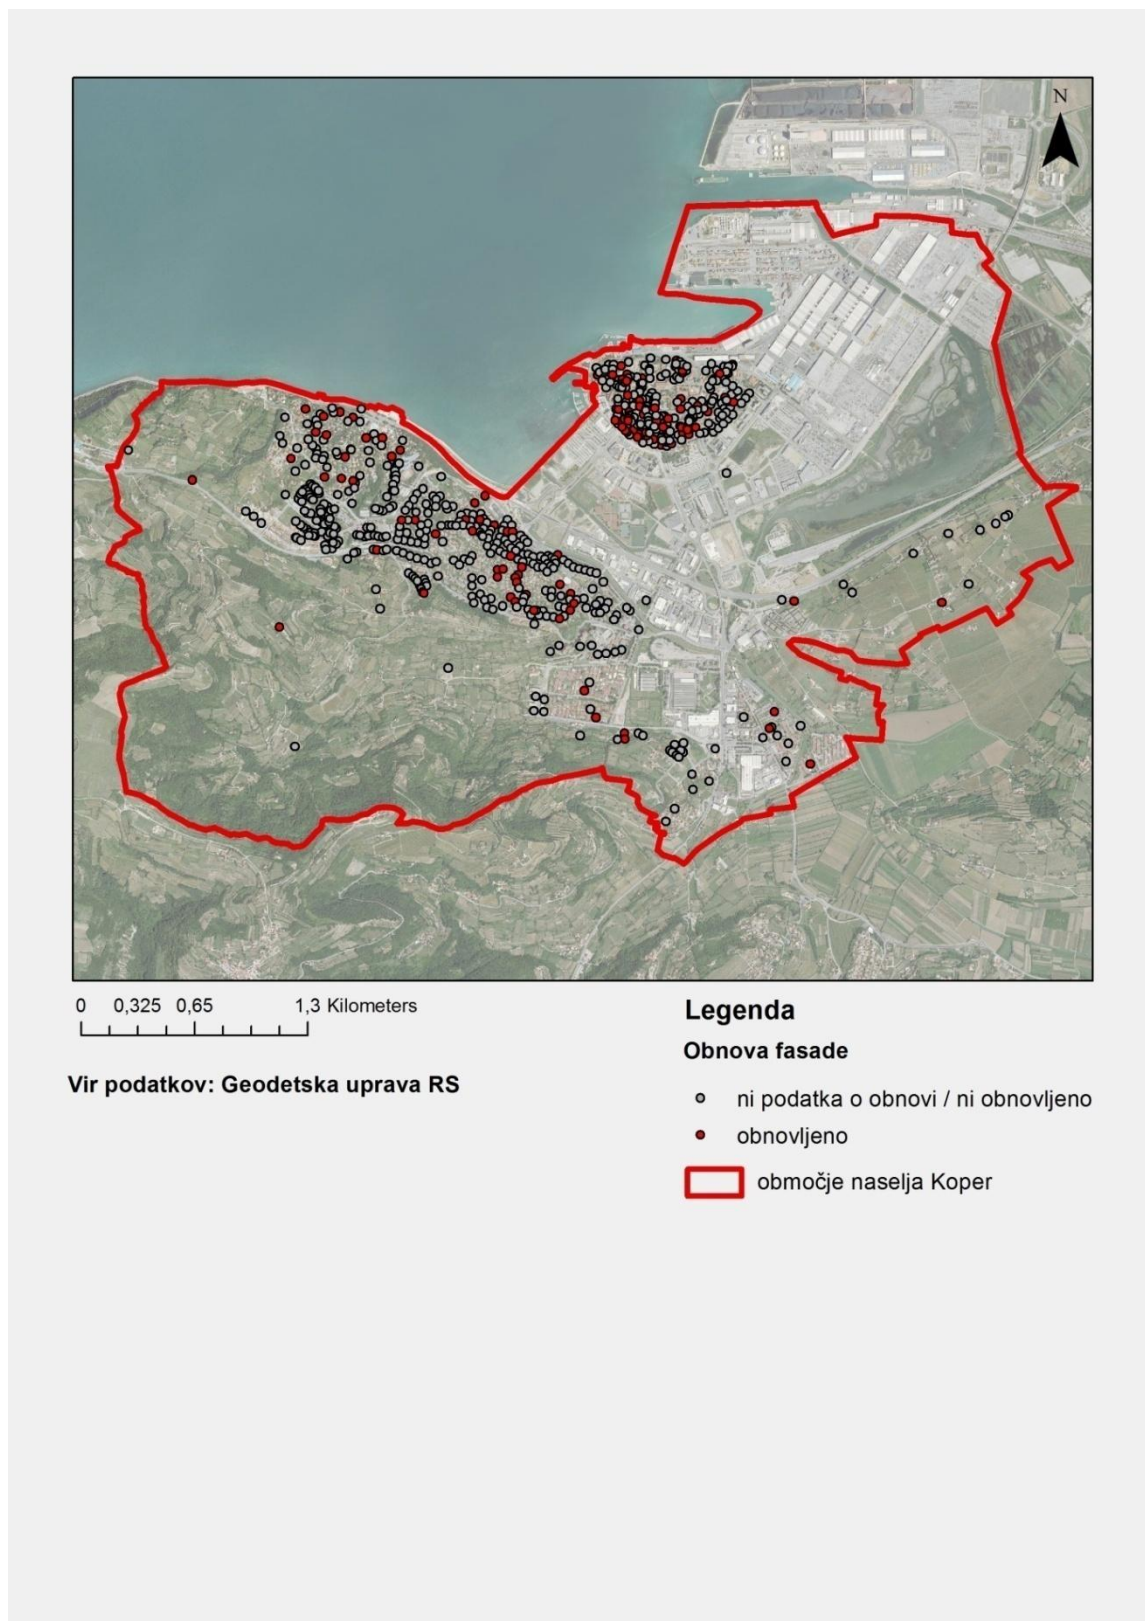 N
0 0,325 0,65 1,3 Kilometers
Vir podatkov: Geodetska uprava RS
Legenda
Obnova fasade
ni podatka o obnovi / ni obnovljeno
obnovljeno
območje naselja Koper